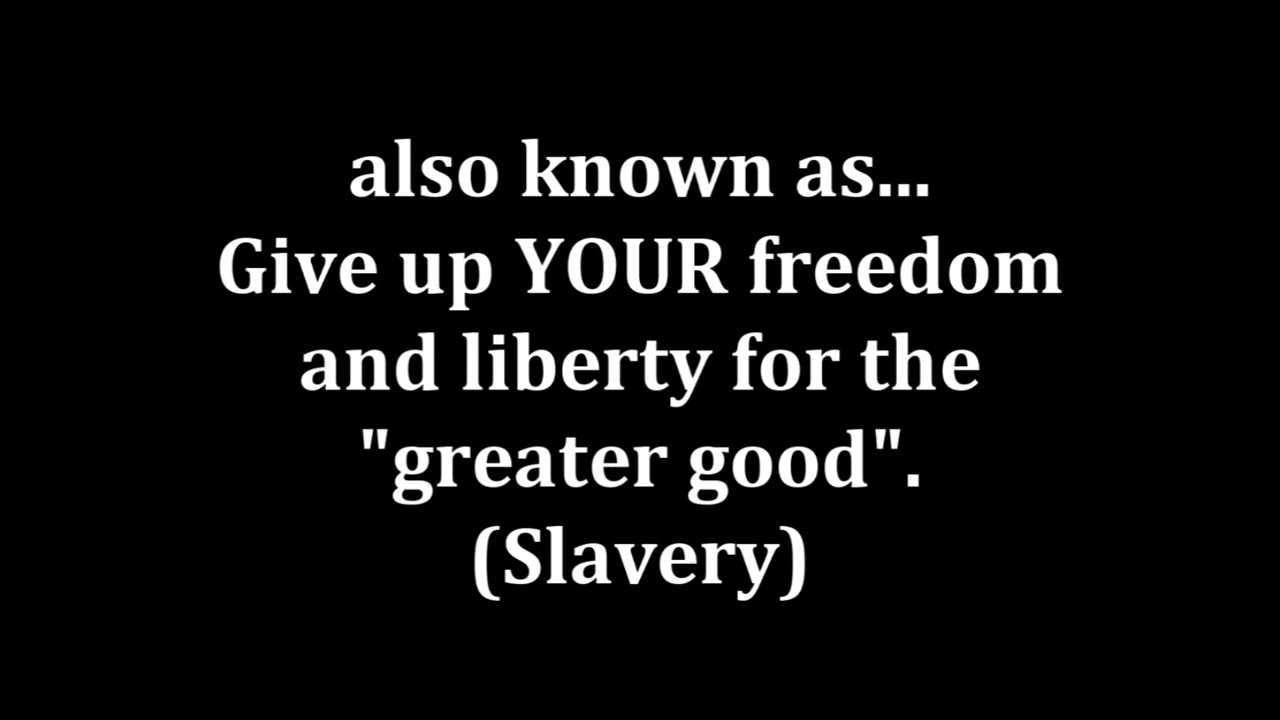 also known as...
Give up YOUR freedom
and liberty for the
"greater good".
(Slavery)